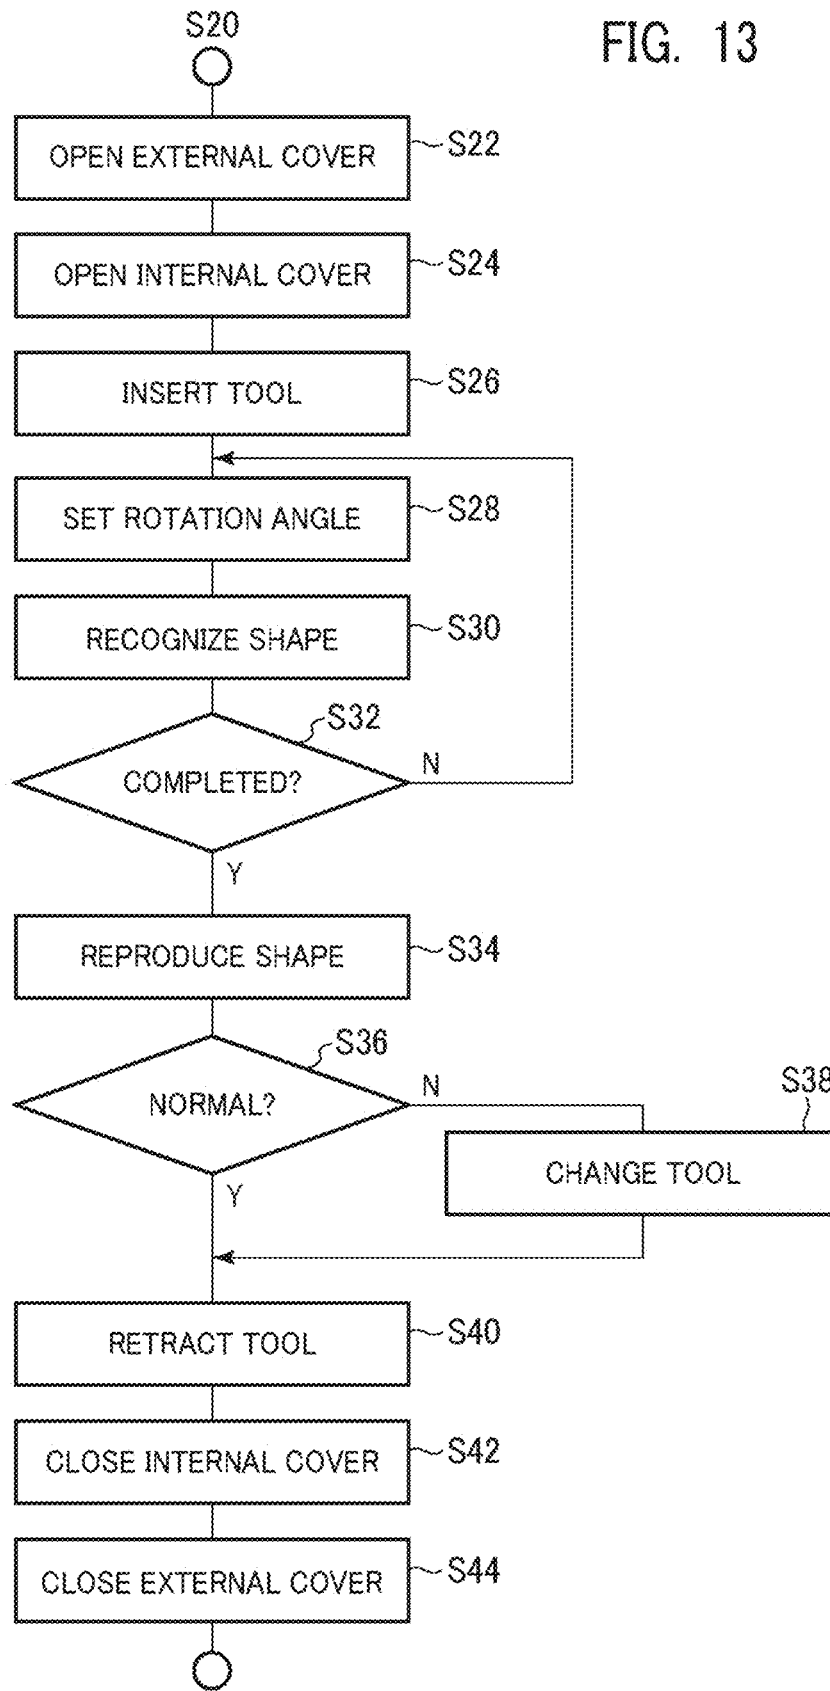 S20
FIG. 13
OPEN EXTERNAL COVER
S22
OPEN INTERNAL COVER
S24
INSERT TOOL
S26
SET ROTATION ANGLE
S28
RECOGNIZE SHAPE
S30
S32
COMPLETED?
N
Y
REPRODUCE SHAPE
S34
S36
NORMAL?
N
S38
CHANGE TOOL
Y
RETRACT TOOL
S40
CLOSE INTERNAL COVER
S42
CLOSE EXTERNAL COVER
S44